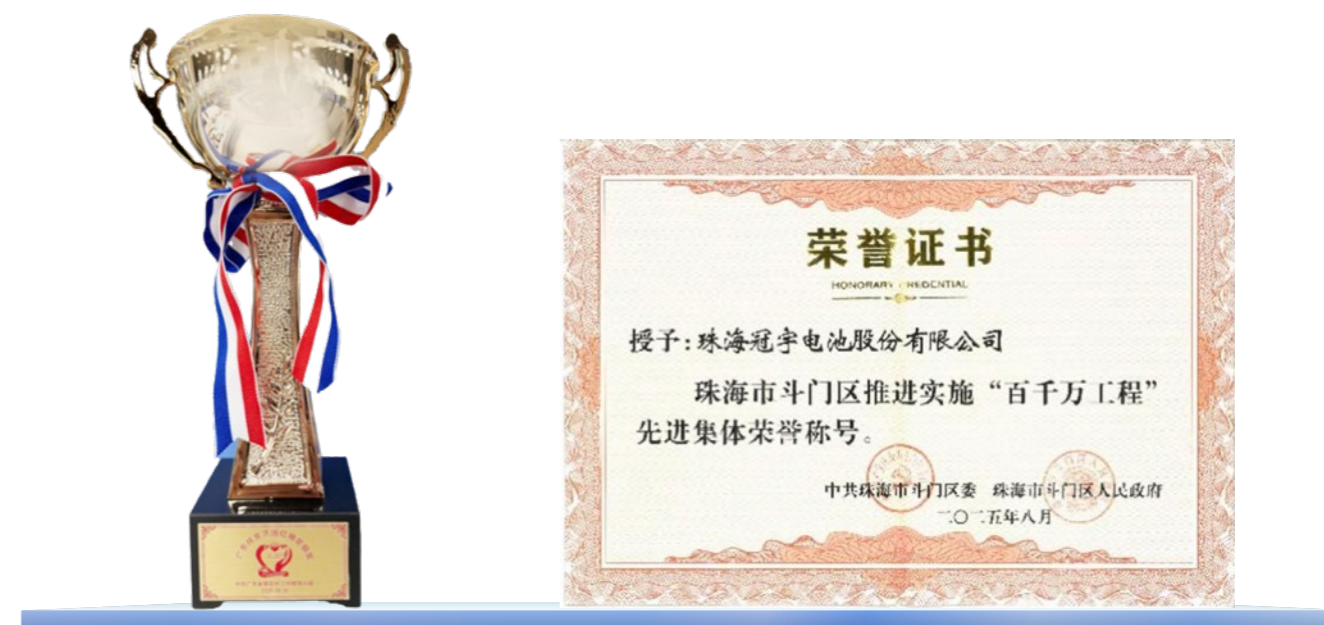 荣誉证书
HONORARY CREDENTIAL
授予:珠海冠宇电池股份有限公司
珠海市斗门区推进实施“百千万工程”
先进集体荣誉称号。
中共珠海市斗门区委 珠海市斗门区人民政府
二〇二五年八月